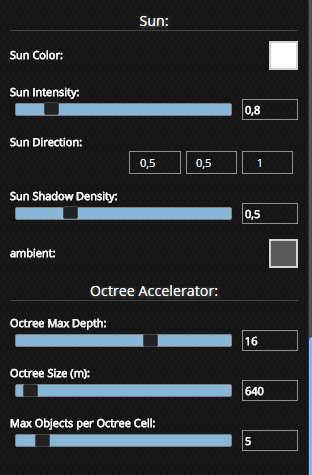 Sun:
Sun Color:
Sun Intensity:
0,8
Sun Direction:
0,5 0,5 1
Sun Shadow Density:
0,5
ambient:
Octree Accelerator:
Octree Max Depth:
16
Octree Size (m):
640
Max Objects per Octree Cell:
5